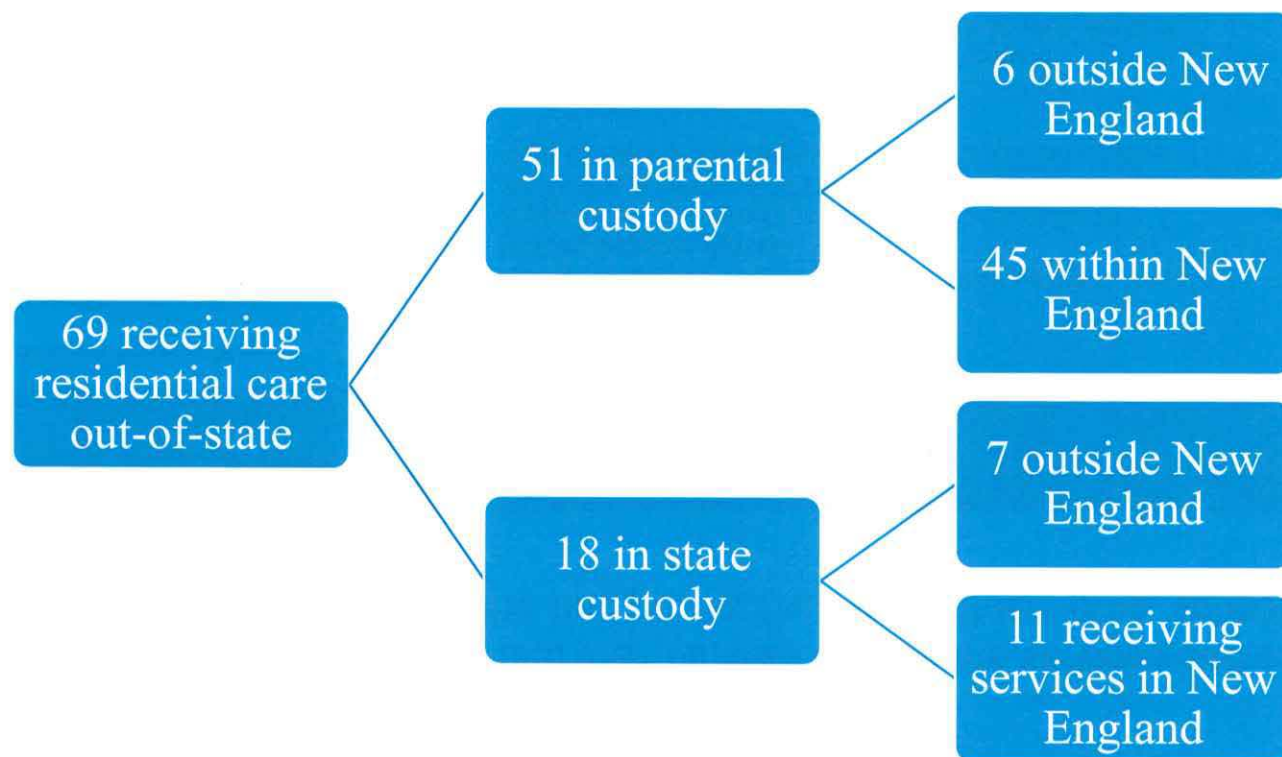 69 receiving
residential care
out-of-state
51 in parental
custody
6 outside New
England
45 within New
England
18 in state
custody
7 outside New
England
11 receiving
services in New
England